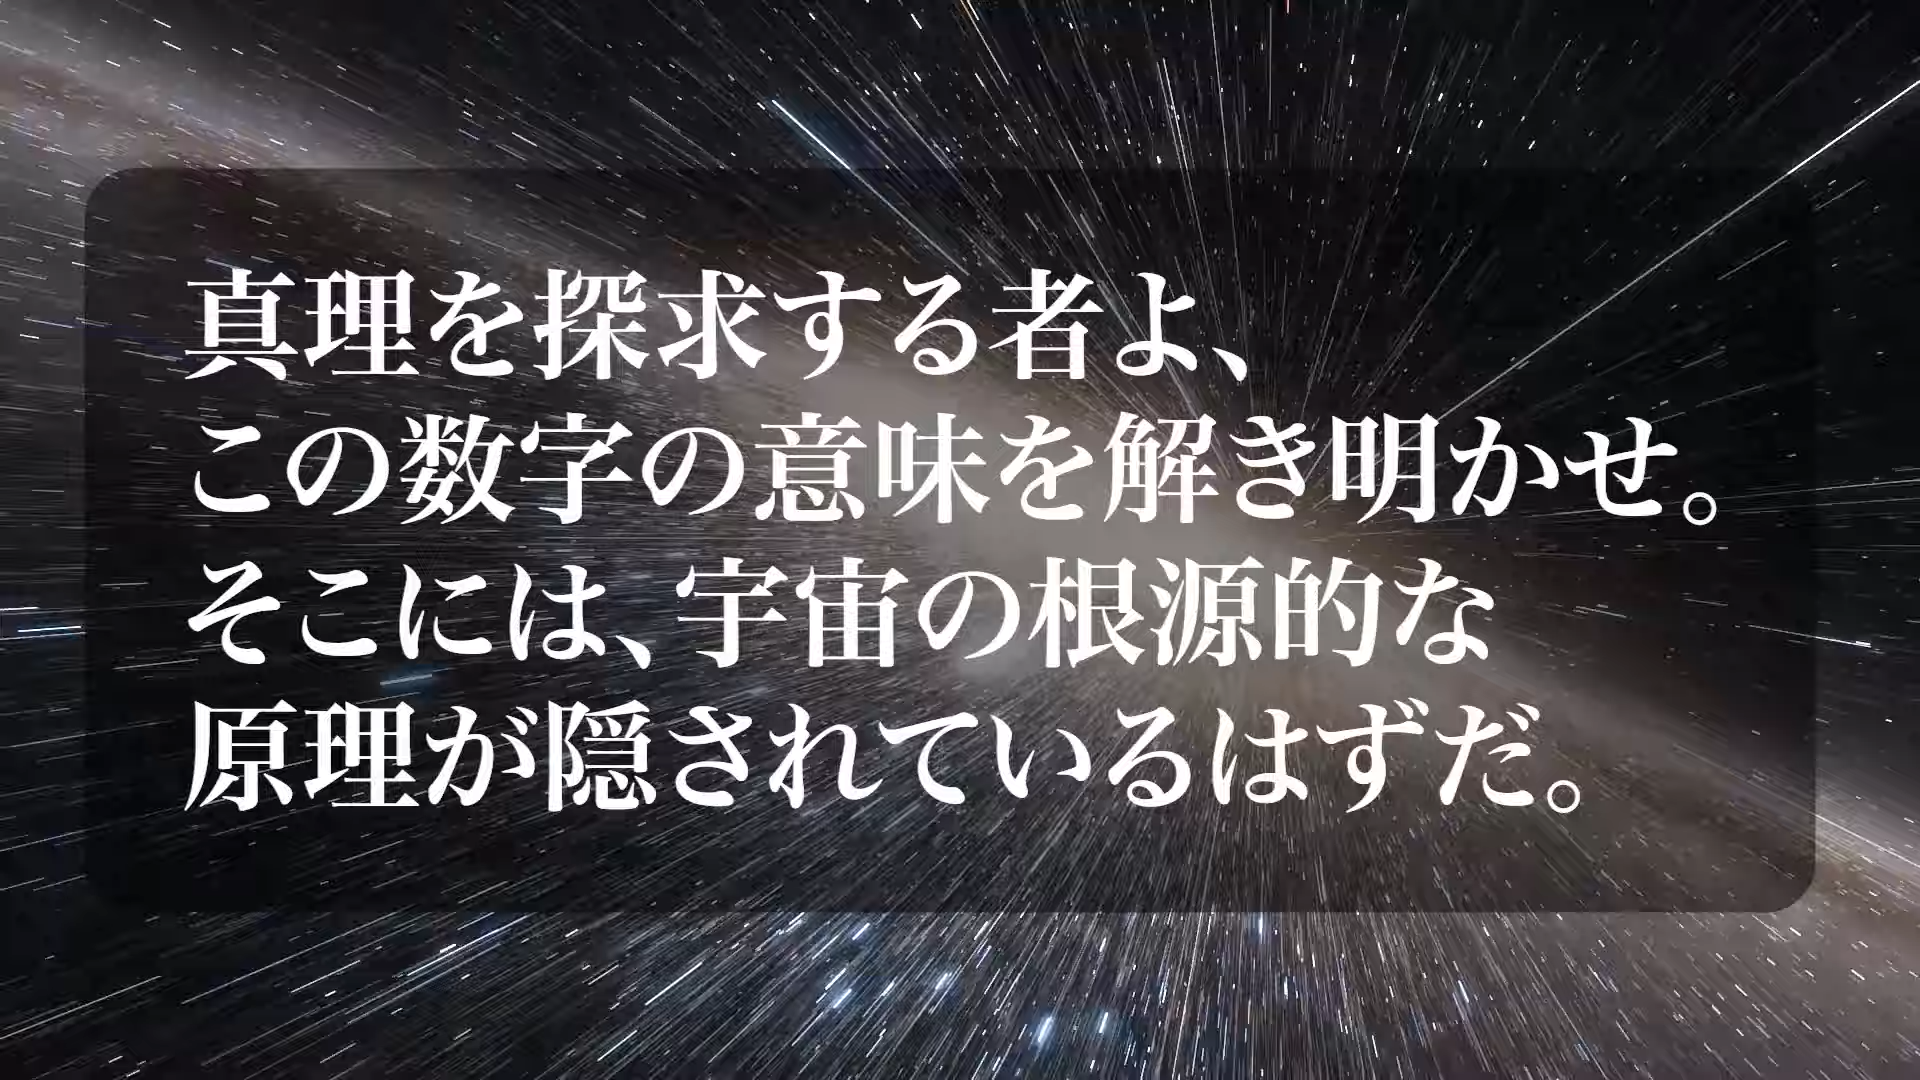 真理を探求する者よ、
この数字の意味を解き明かせ。
そこには、宇宙の根源的な
原理が隠されているはずだ。